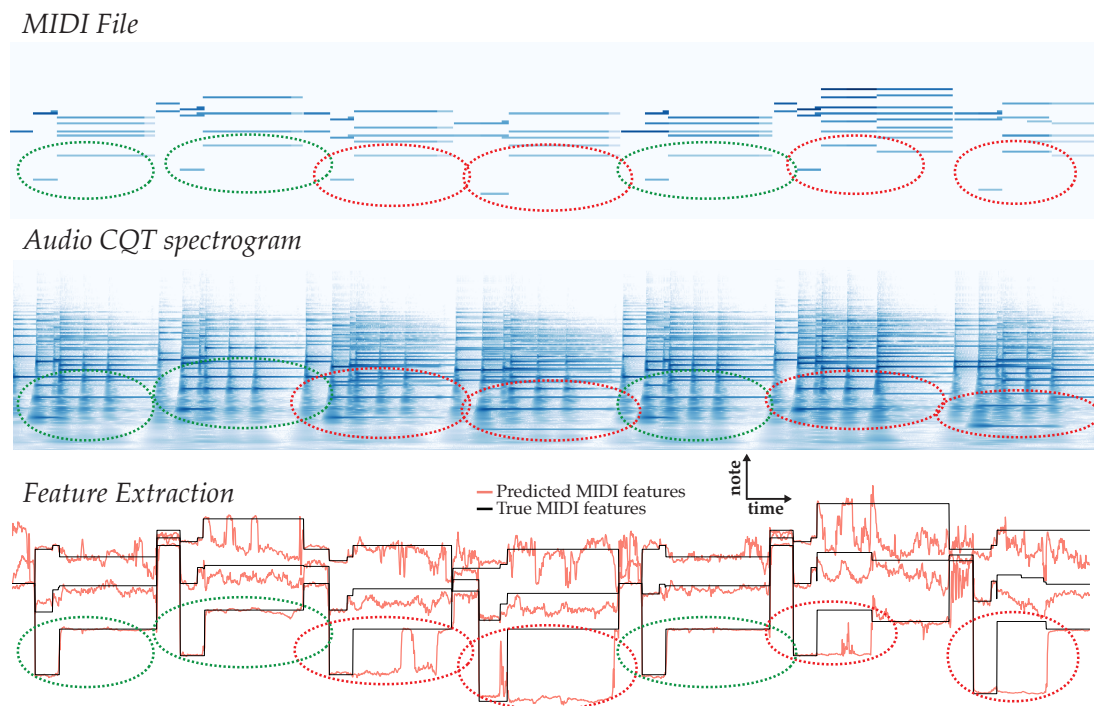 MIDI File
Audio CQT spectrogram
note
time
Feature Extraction
Predicted MIDI features
True MIDI features